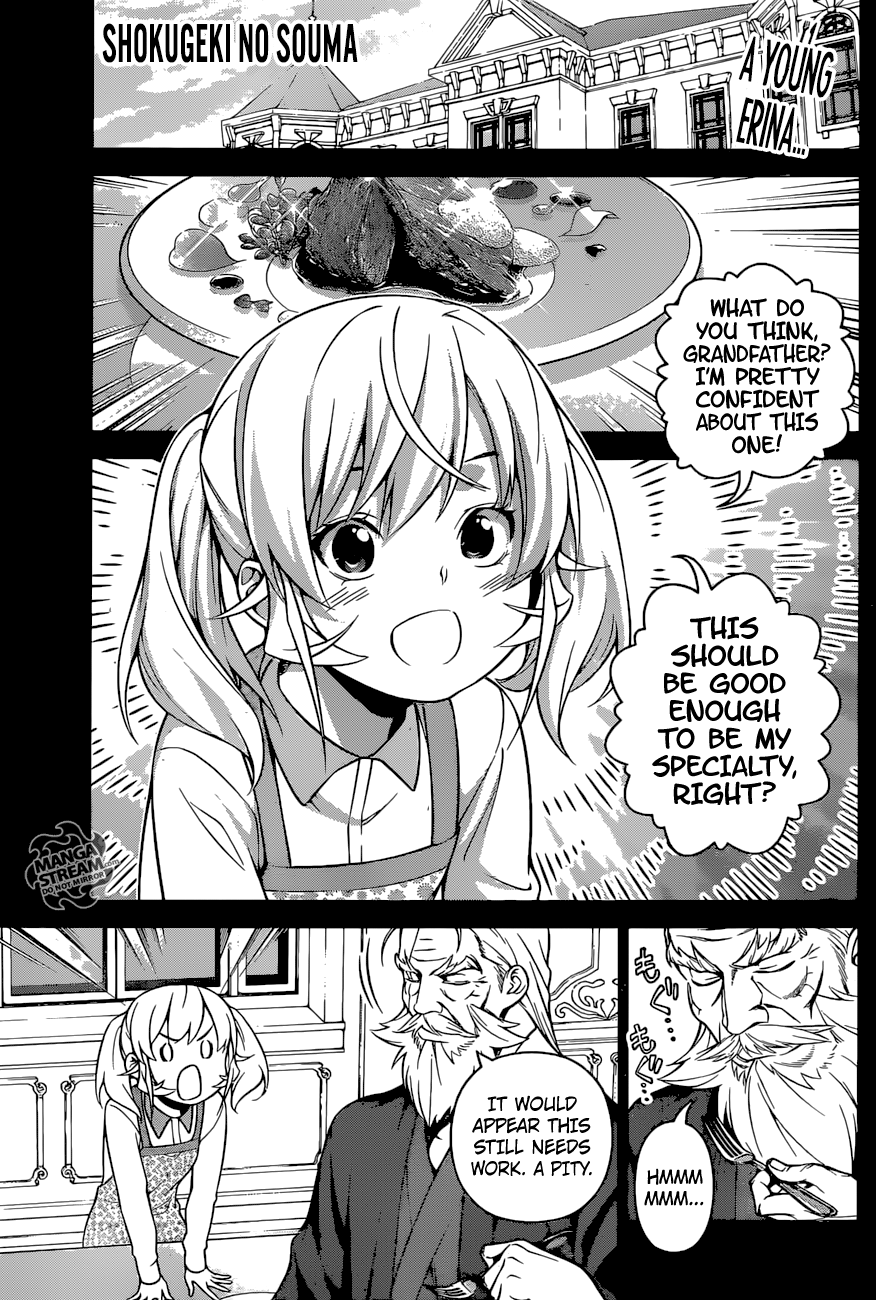 SHOKUGEKI NO SOUMA
A YOUNG
ERINA...
WHAT DO
YOU THINK,
GRANDFATHER?
I'M PRETTY
CONFIDENT
ABOUT THIS
ONE!
THIS
SHOULD
BE GOOD
ENOUGH
TO BE MY
SPECIALTY,
RIGHT?
MANGA
STREAM.com
DO NOT MIRROR
もぐ…
もぐ…
HMMM
MMM...
IT WOULD
APPEAR THIS
STILL NEEDS
WORK. A PITY.